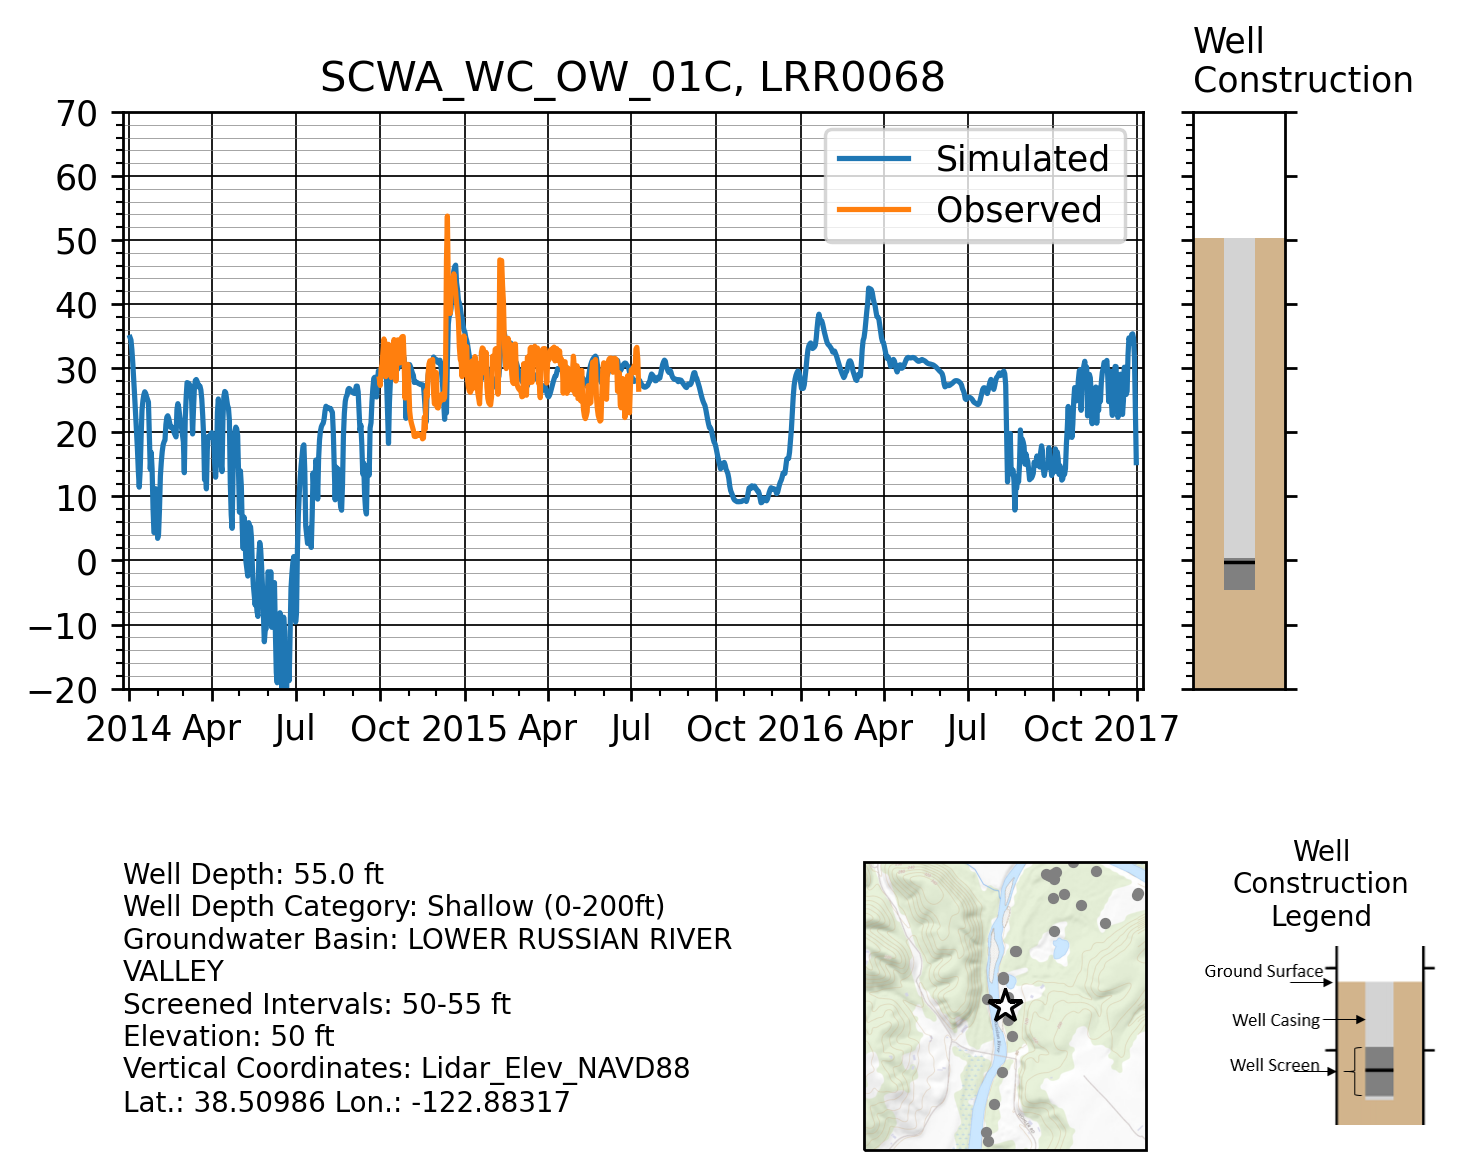 SCWA_WC_OW_01C, LRR0068
Well
Construction
Simulated
Observed
70
60
50
40
30
20
10
0
−10
−20
2014 Apr Jul Oct 2015 Apr Jul Oct 2016 Apr Jul Oct 2017
Well Depth: 55.0 ft
Well Depth Category: Shallow (0-200ft)
Groundwater Basin: LOWER RUSSIAN RIVER
VALLEY
Screened Intervals: 50-55 ft
Elevation: 50 ft
Vertical Coordinates: Lidar_Elev_NAVD88
Lat.: 38.50986 Lon.: -122.88317
Well
Construction
Legend
Ground Surface
Well Casing
Well Screen